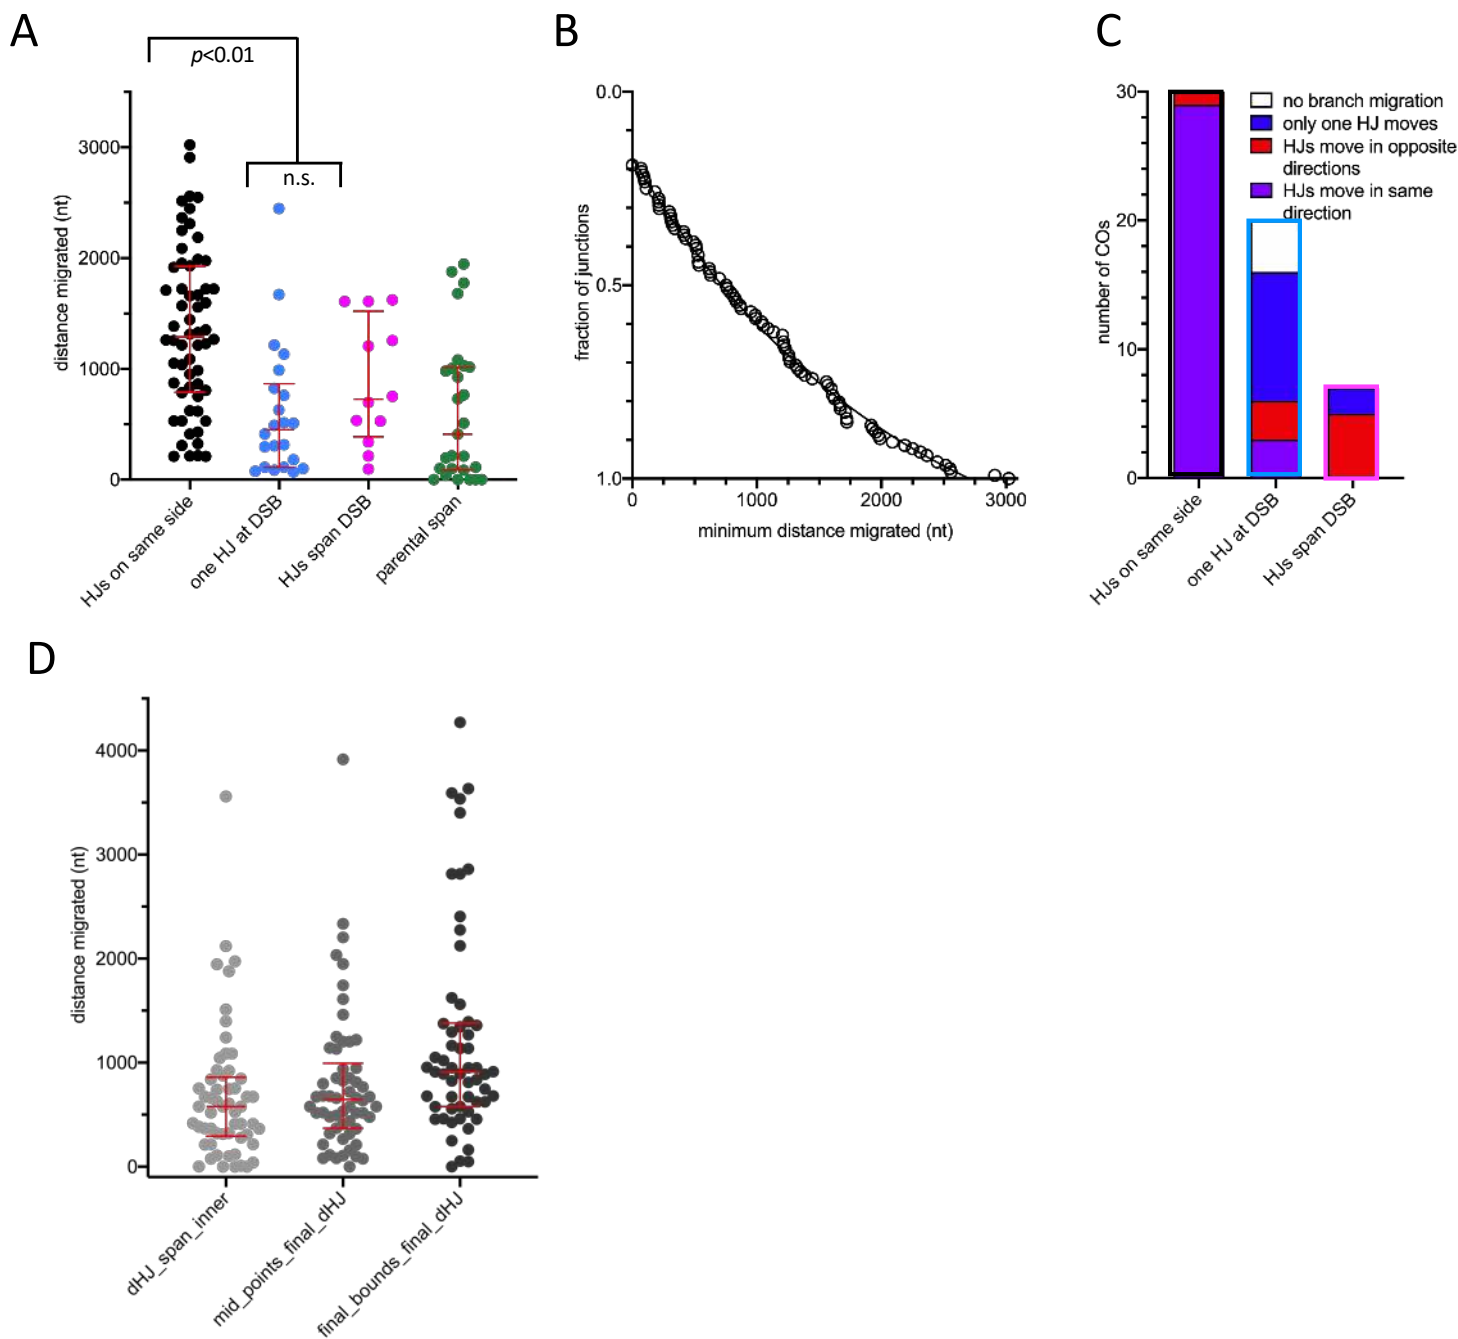 A
p<0.01
n.s.
distance migrated (nt)
3000
2000
1000
0
HJs on same side
one HJ at DSB
HJs span DSB
parental span
B
fraction of junctions
0.0
0.5
1.0
0
1000
2000
3000
minimum distance migrated (nt)
C
number of COs
30
20
10
0
no branch migration
only one HJ moves
HJs move in opposite
directions
HJs move in same
direction
HJs on same side
one HJ at DSB
HJs span DSB
D
distance migrated (nt)
4000
3000
2000
1000
0
dHJ_span_inner
mid_points_final_dHJ
final_bounds_final_dHJ